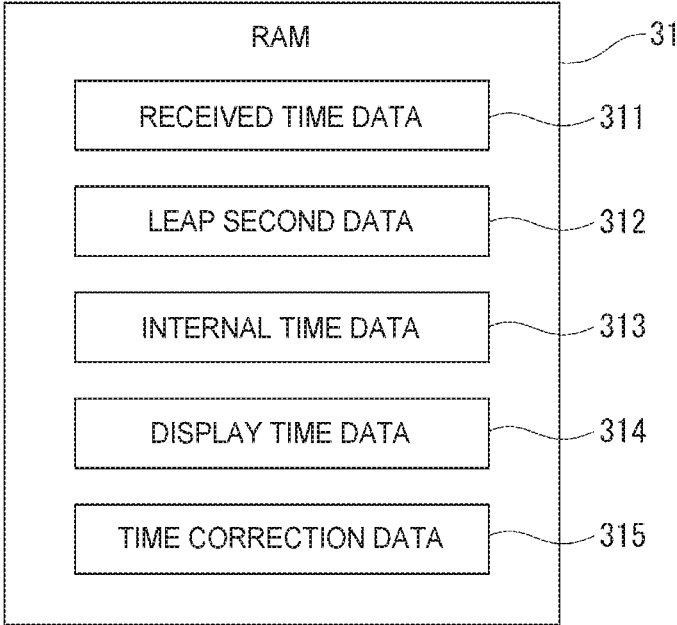 RAM
31
RECEIVED TIME DATA
311
LEAP SECOND DATA
312
INTERNAL TIME DATA
313
DISPLAY TIME DATA
314
TIME CORRECTION DATA
315